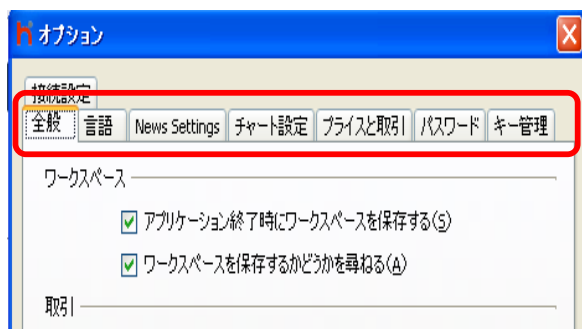 オプション
接続設定
全般 言語 News Settings チャート設定 プライスと取引 パスワード キー管理
ワークスペース
アプリケーション終了時にワークスペースを保存する(S)
ワークスペースを保存するかどうかを尋ねる(A)
取引